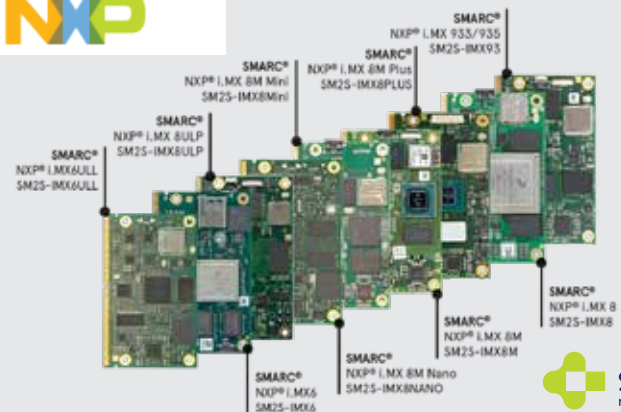 NXP
SMARC®
NXP® i.MX 933/935
SM2S-IMX93
SMARC®
NXP® i.MX 8M Plus
SM2S-IMX8PLUS
SMARC®
NXP® i.MX 8M Mini
SM2S-IMX8Mini
SMARC®
NXP® i.MX 8ULP
SM2S-IMX8ULP
SMARC®
NXP® i.MX6ULL
SM2S-IMX6ULL
SMARC®
NXP® i.MX 8
SM2S-IMX8
SMARC®
NXP® i.MX 8M
SM2S-IMX8M
SMARC®
NXP® i.MX 8M Nano
SM2S-IMX8NANO
SMARC®
NXP® i.MX6
SM2S-IMX6